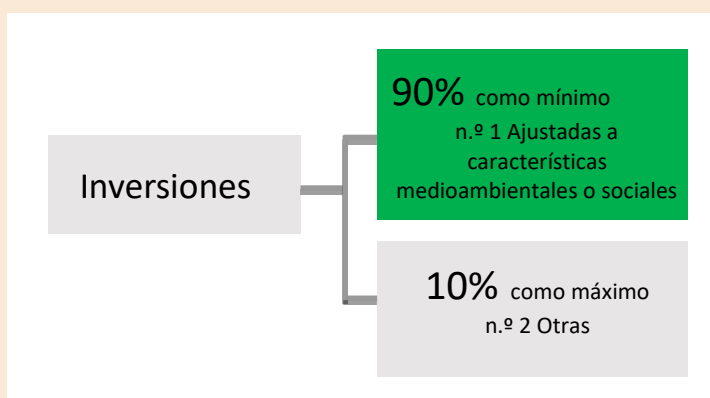 Inversiones
90% como mínimo
n.º 1 Ajustadas a
características
medioambientales o sociales
10% como máximo
n.º 2 Otras